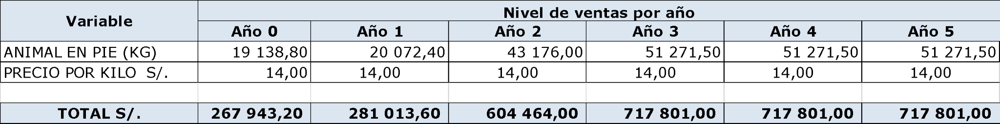 Variable
Nivel de ventas por año
Año 0 Año 1 Año 2 Año 3 Año 4 Año 5
ANIMAL EN PIE (KG) 19 138,80 20 072,40 43 176,00 51 271,50 51 271,50 51 271,50
PRECIO POR KILO S/. 14,00 14,00 14,00 14,00 14,00 14,00
TOTAL S/. 267 943,20 281 013,60 604 464,00 717 801,00 717 801,00 717 801,00